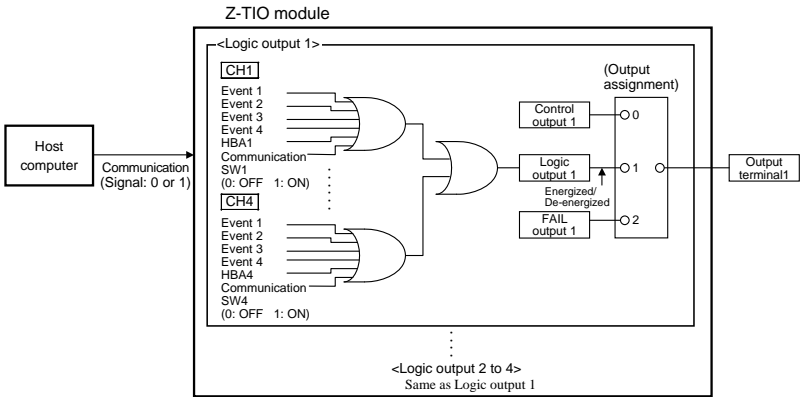 Z-TIO module
<Logic output 1>
CH1
Event 1
Event 2
Event 3
Event 4
HBA1
Communication
SW1
(0: OFF 1: ON)
CH4
Event 1
Event 2
Event 3
Event 4
HBA4
Communication
SW4
(0: OFF 1: ON)
Host
computer
Communication
(Signal: 0 or 1)
(Output
assignment)
Control
output 1
0
Logic
output 1
1
Energized/
De-energized
FAIL
output 1
2
Output
terminal1
<Logic output 2 to 4>
Same as Logic output 1